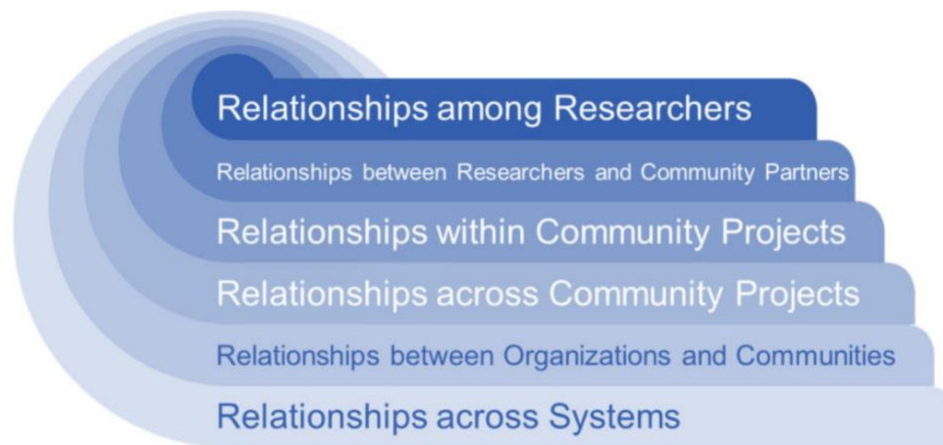 Relationships among Researchers
Relationships between Researchers and Community Partners
Relationships within Community Projects
Relationships across Community Projects
Relationships between Organizations and Communities
Relationships across Systems